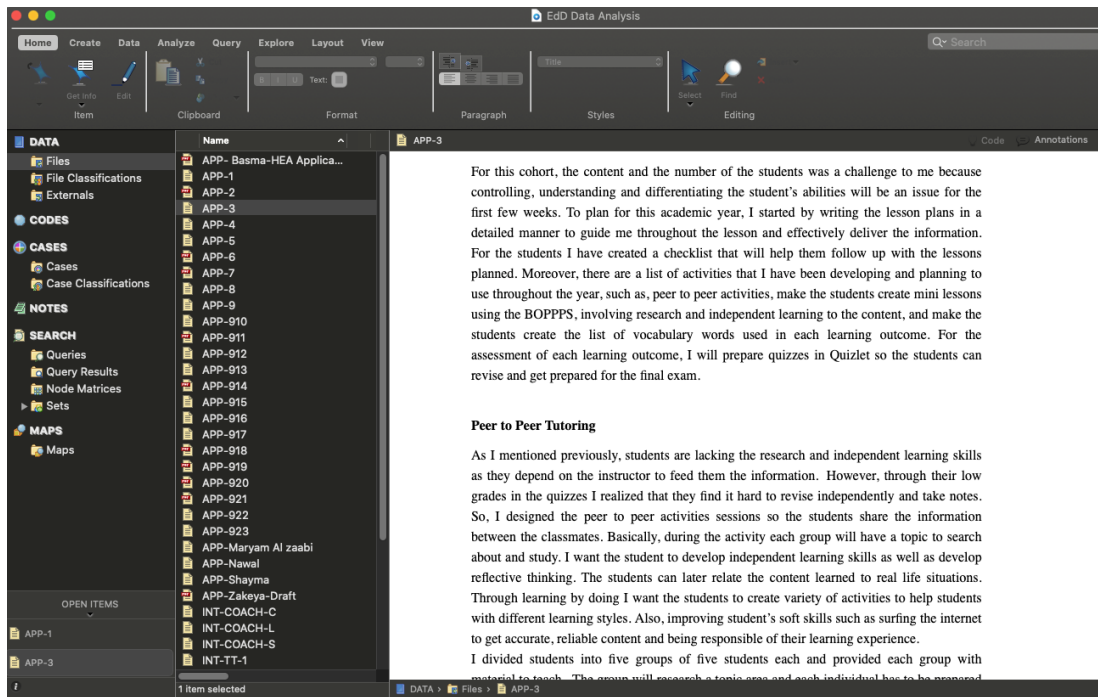 EdD Data Analysis
Home Create Data Analyze Query Explore Layout View
Search
Get Info Edit
B I U Text:
Title
Select Find
Item Clipboard Format Paragraph Styles Editing
DATA
Files
File Classifications
Externals
CODES
CASES
Cases
Case Classifications
NOTES
SEARCH
Queries
Query Results
Node Matrices
Sets
MAPS
Maps
OPEN ITEMS
APP-1
APP-3
Name
APP- Basma-HEA Applica...
APP-1
APP-2
APP-3
APP-4
APP-5
APP-6
APP-7
APP-8
APP-9
APP-910
APP-911
APP-912
APP-913
APP-914
APP-915
APP-916
APP-917
APP-918
APP-919
APP-920
APP-921
APP-922
APP-923
APP-Maryam Al zaabi
APP-Nawal
APP-Shayma
APP-Zakeya-Draft
INT-COACH-C
INT-COACH-L
INT-COACH-S
INT-TT-1
1 item selected
APP-3
Code Annotations
For this cohort, the content and the number of the students was a challenge to me because
controlling, understanding and differentiating the student's abilities will be an issue for the
first few weeks. To plan for this academic year, I started by writing the lesson plans in a
detailed manner to guide me throughout the lesson and effectively deliver the information.
For the students I have created a checklist that will help them follow up with the lessons
planned. Moreover, there are a list of activities that I have been developing and planning to
use throughout the year, such as, peer to peer activities, make the students create mini lessons
using the BOPPPS, involving research and independent learning to the content, and make the
students create the list of vocabulary words used in each learning outcome. For the
assessment of each learning outcome, I will prepare quizzes in Quizlet so the students can
revise and get prepared for the final exam.
Peer to Peer Tutoring
As I mentioned previously, students are lacking the research and independent learning skills
as they depend on the instructor to feed them the information. However, through their low
grades in the quizzes I realized that they find it hard to revise independently and take notes.
So, I designed the peer to peer activities sessions so the students share the information
between the classmates. Basically, during the activity each group will have a topic to search
about and study. I want the student to develop independent learning skills as well as develop
reflective thinking. The students can later relate the content learned to real life situations.
Through learning by doing I want the students to create variety of activities to help students
with different learning styles. Also, improving student's soft skills such as surfing the internet
to get accurate, reliable content and being responsible of their learning experience.
I divided students into five groups of five students each and provided each group with
material to teach. The group will research a topic area and each individual has to be prepared
DATA › Files › APP-3